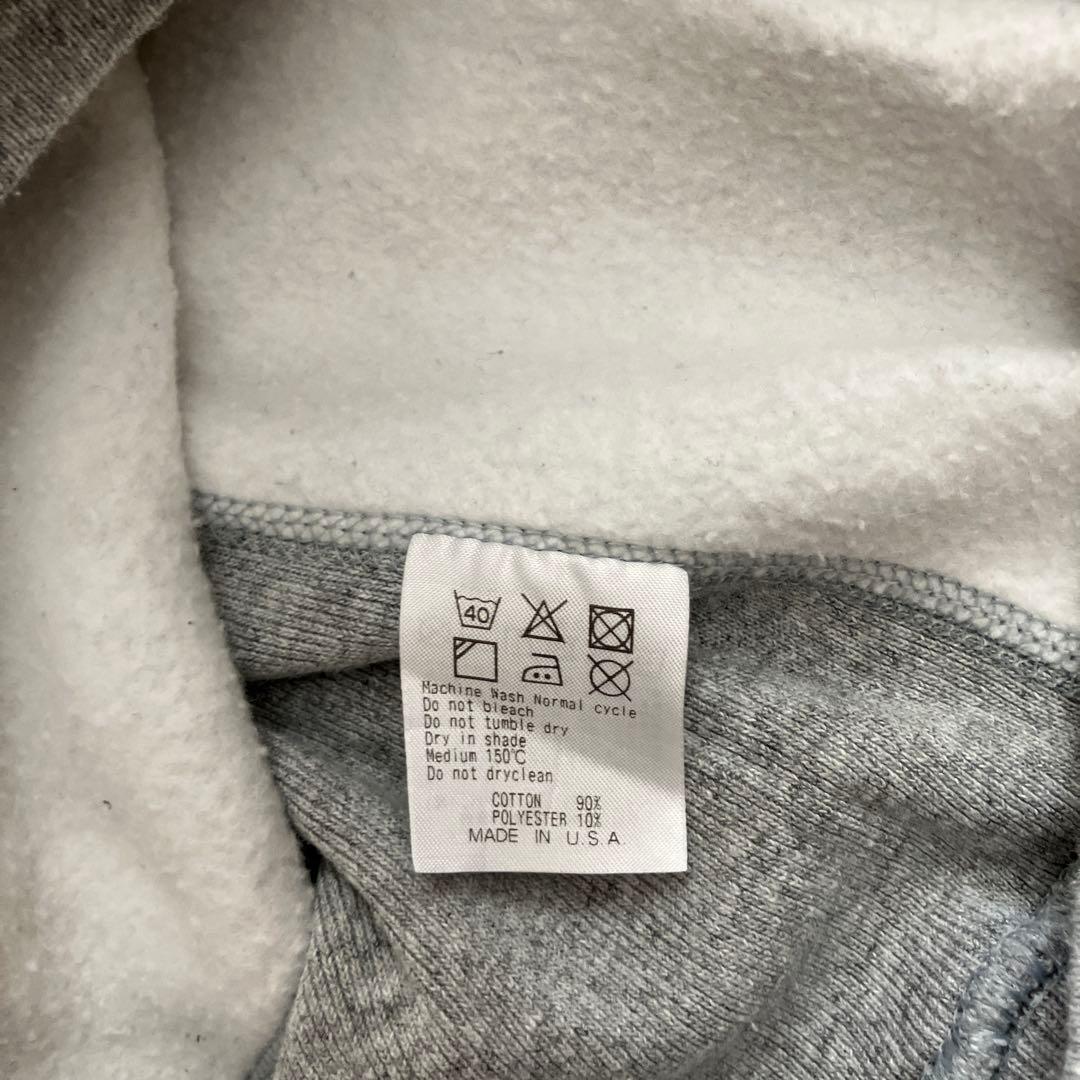 40
Machine Wash Normal cycle
Do not bleach
Do not tumble dry
Dry in shade
Medium 150℃
Do not dryclean
COTTON 90%
POLYESTER 10%
MADE IN U.S.A